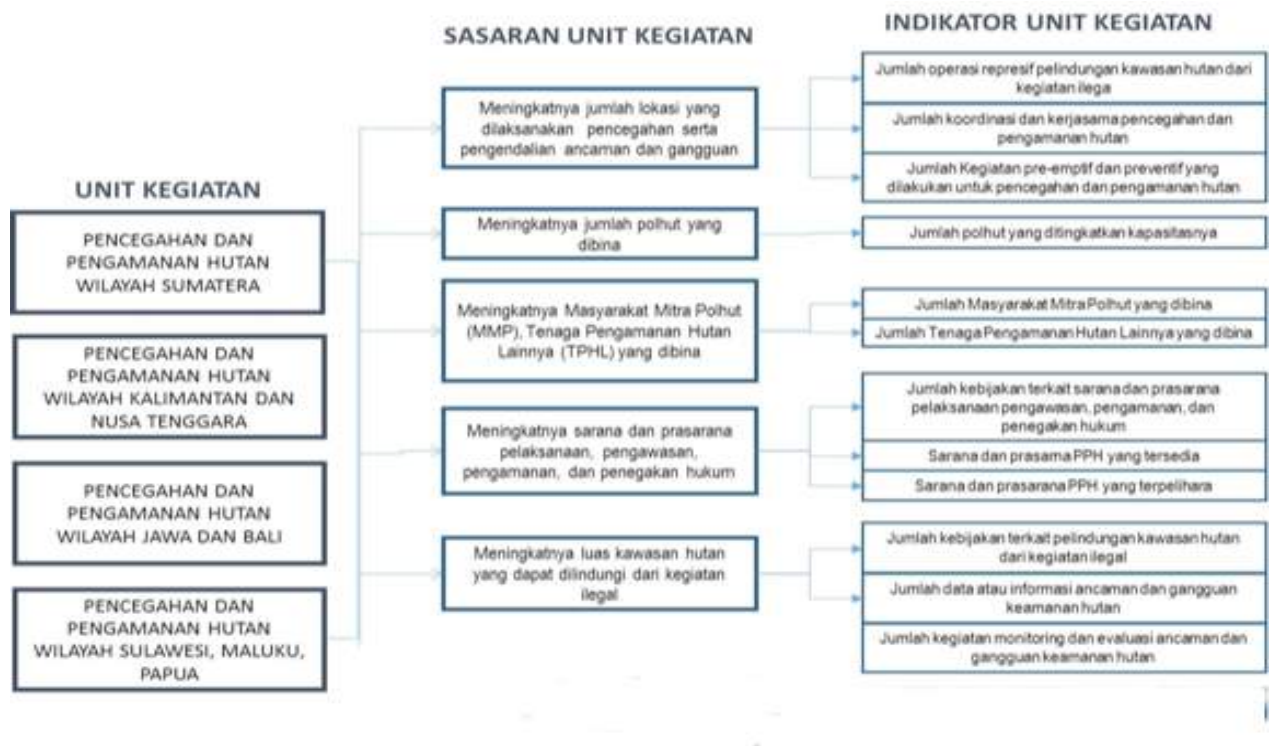 UNIT KEGIATAN
PENCEGAHAN DAN
PENGAMANAN HUTAN
WILAYAH SUMATERA
PENCEGAHAN DAN
PENGAMANAN HUTAN
WILAYAH KALIMANTAN DAN
NUSA TENGGARA
PENCEGAHAN DAN
PENGAMANAN HUTAN
WILAYAH JAWA DAN BALI
PENCEGAHAN DAN
PENGAMANAN HUTAN
WILAYAH SULAWESI, MALUKU,
PAPUA
SASARAN UNIT KEGIATAN
Meningkatnya jumlah lokasi yang
dilaksanakan pencegahan serta
pengendalian ancaman dan gangguan
Meningkatnya jumlah polhut yang
dibina
Meningkatnya Masyarakat Mitra Polhut
(MMP), Tenaga Pengamanan Hutan
Lainnya (TPHL) yang dibina
Meningkatnya sarana dan prasarana
pelaksanaan, pengawasan,
pengamanan, dan penegakan hukum
Meningkatnya luas kawasan hutan
yang dapat dilindungi dari kegiatan
ilegal
INDIKATOR UNIT KEGIATAN
Jumlah operasi represif pelindungan kawasan hutan dari
kegiatan ilega
Jumlah koordinasi dan kerjasama pencegahan dan
pengamanan hutan
Jumlah Kegiatan pre-emptif dan preventif yang
dilakukan untuk pencegahan dan pengamanan hutan
Jumlah polhut yang ditingkatkan kapasitasnya
Jumlah Masyarakat Mitra Polhut yang dibina
Jumlah Tenaga Pengamanan Hutan Lainnya yang dibina
Jumlah kebijakan terkait sarana dan prasarana
pelaksanaan pengawasan, pengamanan, dan
penegakan hukum
Sarana dan prasarna PPH yang tersedia
Sarana dan prasarana PPH yang terpelihara
Jumlah kebijakan terkait pelindungan kawasan hutan
dari kegiatan ilegal
Jumlah data atau informasi ancaman dan gangguan
keamanan hutan
Jumlah kegiatan monitoring dan evaluasi ancaman dan
gangguan keamanan hutan